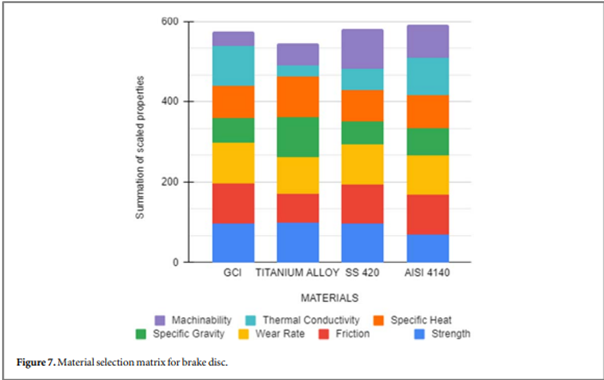 600
400
200
0
Summation of scaled properties
GCI TITANIUM ALLOY SS 420 AISI 4140
MATERIALS
Machinability Thermal Conductivity Specific Heat
Specific Gravity Wear Rate Friction Strength
Figure 7. Material selection matrix for brake disc.